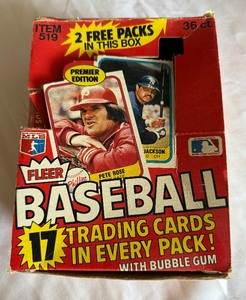 ITEM
519
2 FREE PACKS
IN THIS BOX
36 ct.
PREMIER
EDITION
JACKSON
Phillies
PETE ROSE
FLEER
BASEBALL
17 TRADING CARDS
IN EVERY PACK!
WITH BUBBLE GUM